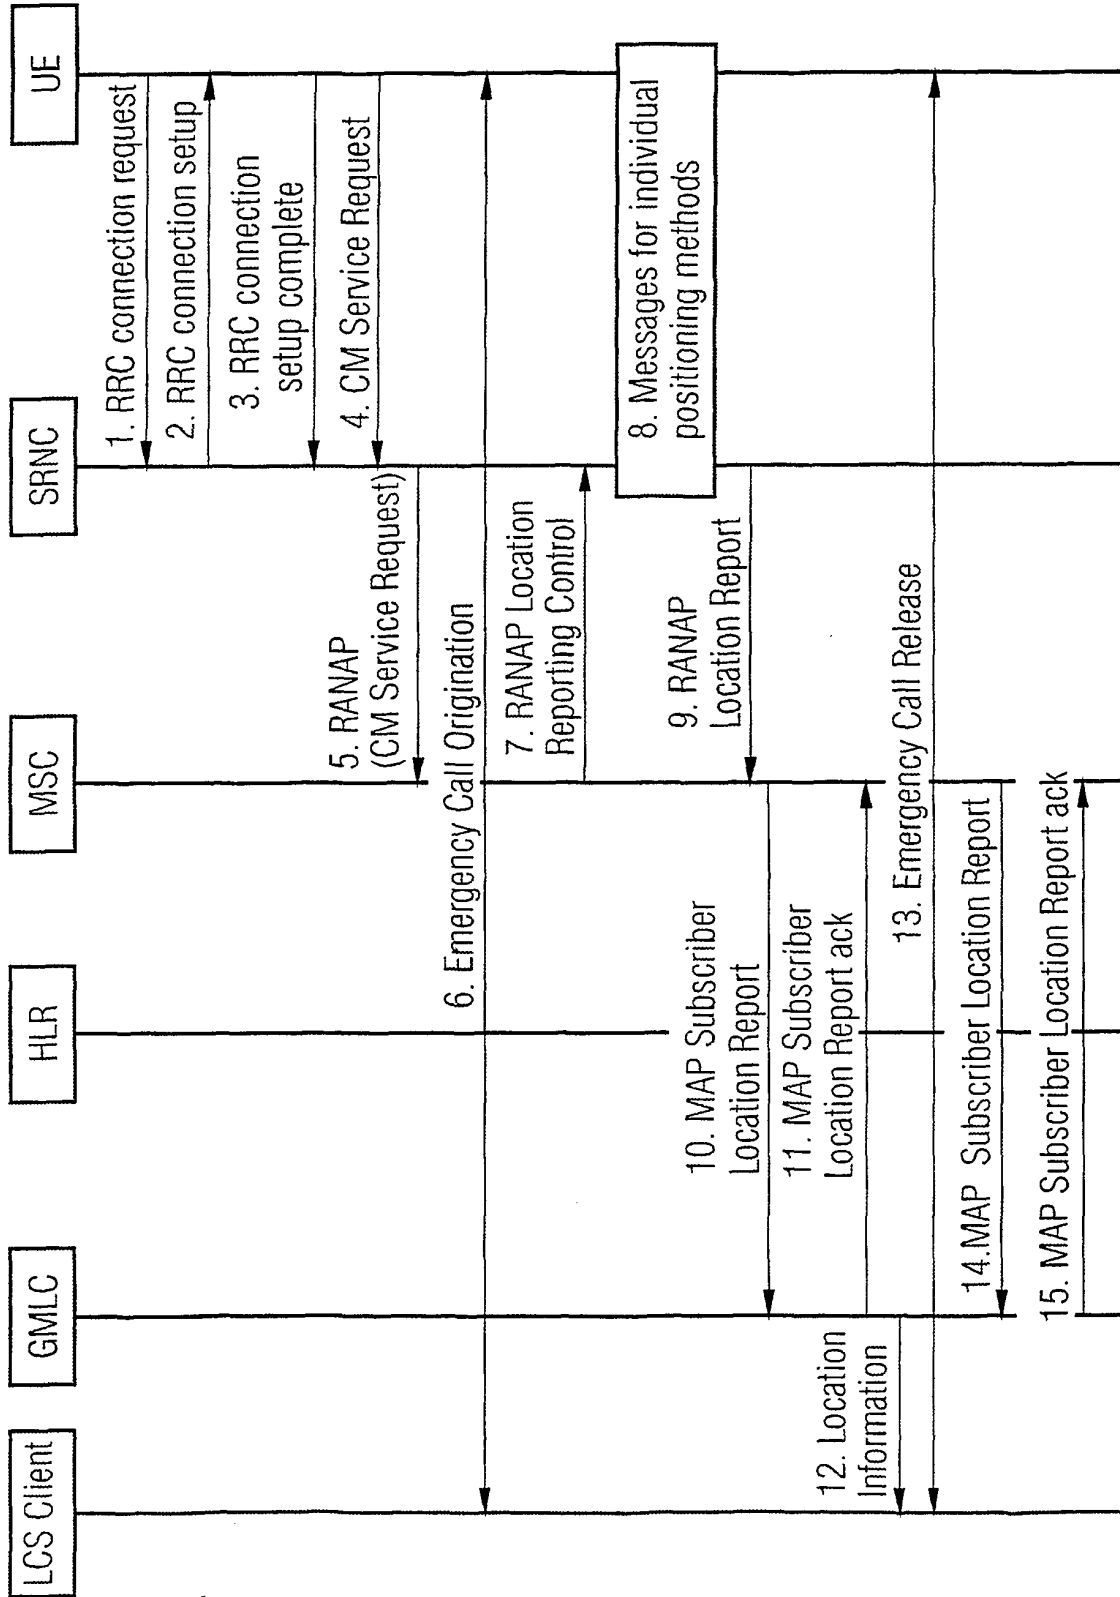 LCS Client
GMLC
HLR
MSC
SRNC
UE
1. RRC connection request
2. RRC connection setup
3. RRC connection
setup complete
4. CM Service Request
5. RANAP
(CM Service Request)
6. Emergency Call Origination
7. RANAP Location
Reporting Control
8. Messages for individual
positioning methods
9. RANAP
Location Report
10. MAP Subscriber
Location Report
11. MAP Subscriber
Location Report ack
12. Location
Information
13. Emergency Call Release
14.MAP Subscriber Location Report
15. MAP Subscriber Location Report ack